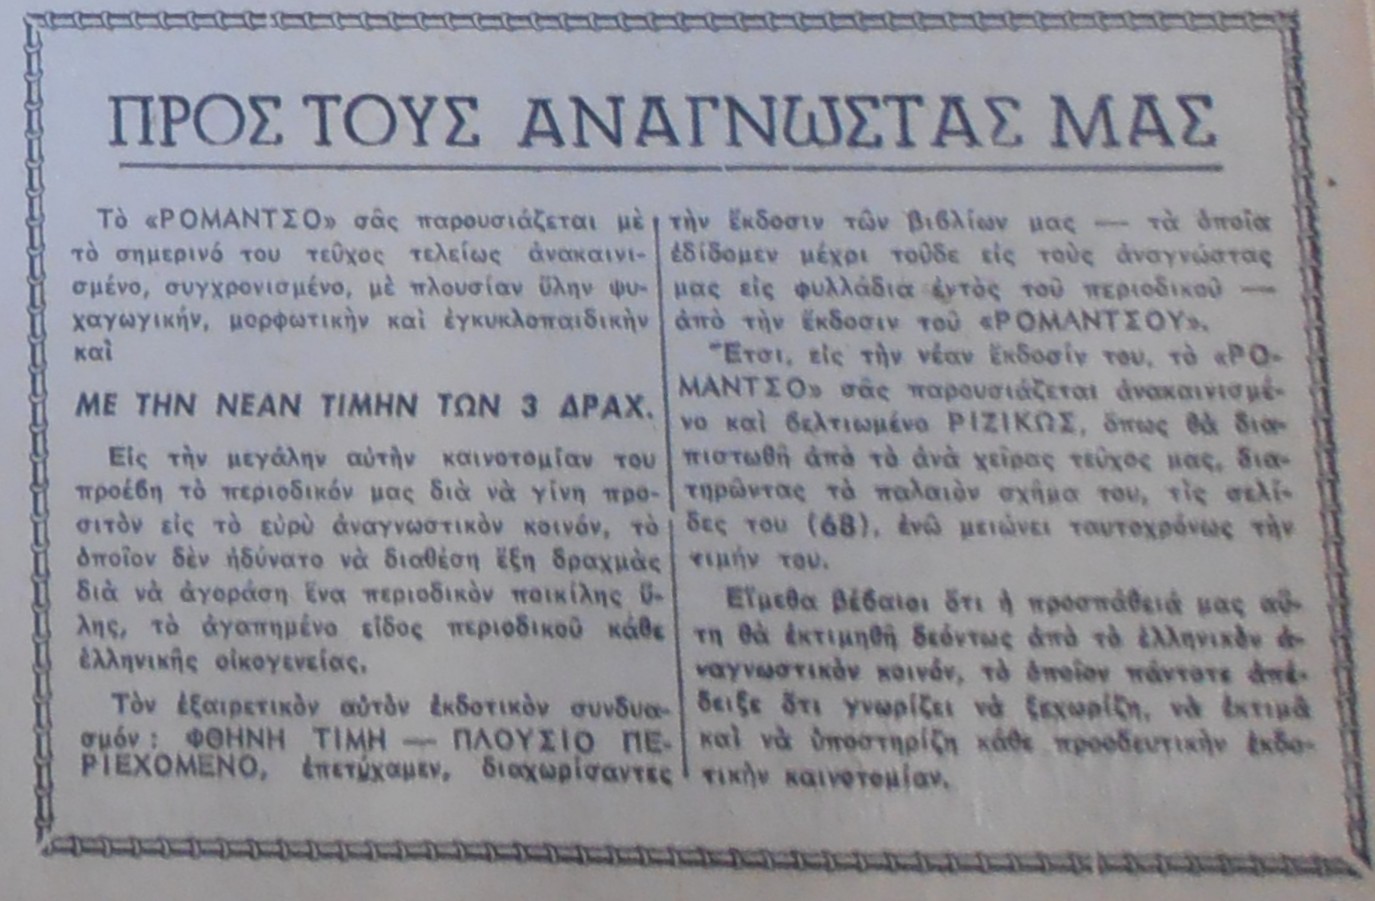 ΠΡΟΣ ΤΟΥΣ ΑΝΑΓΝΩΣΤΑΣ ΜΑΣ
Τὸ «ΡΟΜΑΝΤΣΟ» σᾶς παρουσιάζεται μὲ
τὸ σημερινό του τεῦχος τελείως ἀνακαινι-
σμένο, συγχρονισμένο, μὲ πλουσίαν ὕλην ψυ-
χαγωγικήν, μορφωτικὴν καὶ ἐγκυκλοπαιδικὴν
καὶ
ΜΕ ΤΗΝ ΝΕΑΝ ΤΙΜΗΝ ΤΩΝ 3 ΔΡΑΧ.
Εἰς τὴν μεγάλην αὐτὴν καινοτομίαν του
προέβη τὸ περιοδικόν μας διὰ νὰ γίνη προ-
σιτὸν εἰς τὸ εὐρὺ ἀναγνωστικὸν κοινόν, τὸ
ὁποῖον δὲν ἠδύνατο νὰ διαθέση ἕξη δραχμὰς
διὰ νὰ ἀγοράση ἕνα περιοδικὸν ποικίλης ὕ-
λης, τὸ ἀγαπημένο εἶδος περιοδικοῦ κάθε
ἑλληνικῆς οἰκογενείας.
Τὸν ἐξαιρετικὸν αὐτὸν ἐκδοτικὸν συνδυα-
σμόν: ΦΘΗΝΗ ΤΙΜΗ — ΠΛΟΥΣΙΟ ΠΕ-
ΡΙΕΧΟΜΕΝΟ, ἐπετύχαμεν, διαχωρίσαντες
τὴν ἔκδοσιν τῶν βιβλίων μας — τὰ ὁποῖα
ἐδίδομεν μέχρι τοῦδε εἰς τοὺς ἀναγνώστας
μας εἰς φυλλάδια ἐντὸς τοῦ περιοδικοῦ —
ἀπὸ τὴν ἔκδοσιν τοῦ «ΡΟΜΑΝΤΣΟΥ».
Ἔτσι, εἰς τὴν νέαν ἔκδοσίν του, τὸ «ΡΟ-
ΜΑΝΤΣΟ» σᾶς παρουσιάζεται ἀνακαινισμέ-
νο καὶ βελτιωμένο ΡΙΖΙΚΩΣ, ὅπως θὰ δια-
πιστωθῆ ἀπὸ τὸ ἀνὰ χεῖρας τεῦχος μας, δια-
τηρῶντας τὸ παλαιὸν σχῆμα του, τὶς σελί-
δες του (68), ἐνῶ μειώνει ταυτοχρόνως τὴν
τιμήν του.
Εἴμεθα βέβαιοι ὅτι ἡ προσπάθειά μας αὕ-
τη θὰ ἐκτιμηθῆ δεόντως ἀπὸ τὸ ἑλληνικὸν ἀ-
ναγνωστικὸν κοινόν, τὸ ὁποῖον πάντοτε ἀπέ-
δειξε ὅτι γνωρίζει νὰ ξεχωρίζη, νὰ ἐκτιμᾶ
καὶ νὰ ὑποστηρίζη κάθε προοδευτικὴν ἐκδο-
τικὴν καινοτομίαν.